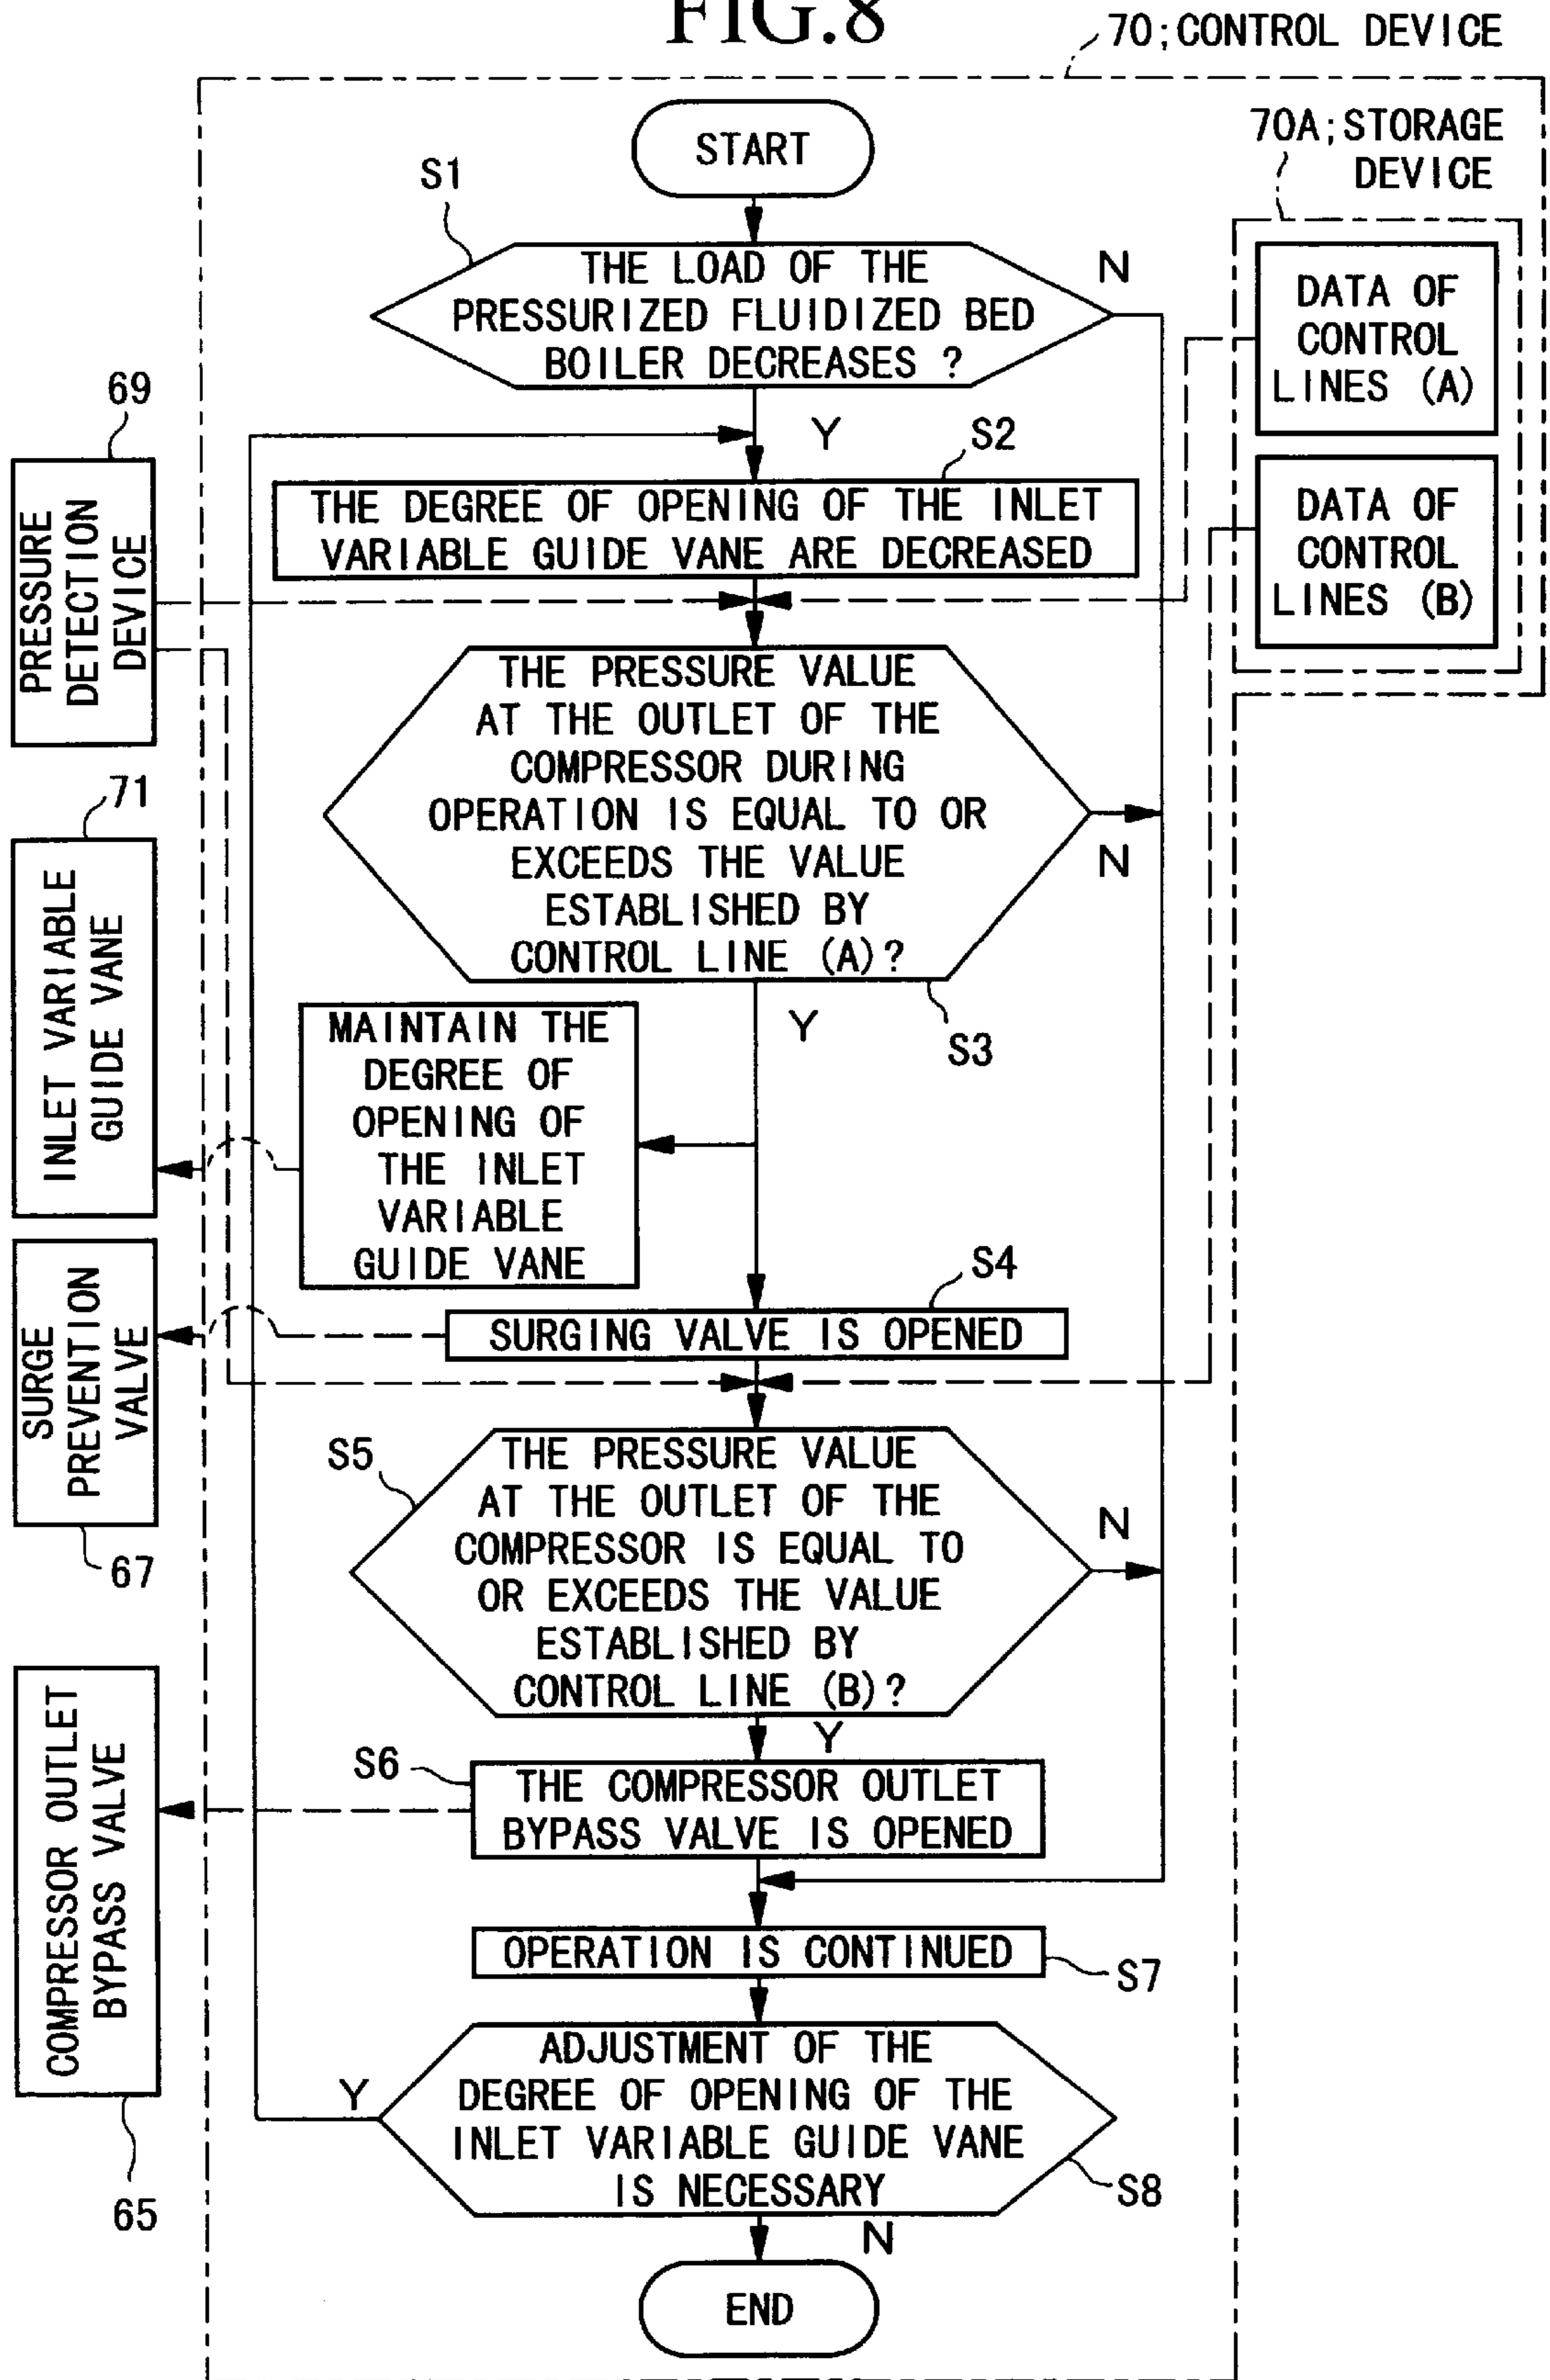 FIG.8
70;CONTROL DEVICE
70A;STORAGE
DEVICE
START
S1
THE LOAD OF THE
PRESSURIZED FLUIDIZED BED
BOILER DECREASES ?
N
DATA OF
CONTROL
LINES (A)
69
Y
S2
PRESSURE
DETECTION
DEVICE
THE DEGREE OF OPENING OF THE INLET
VARIABLE GUIDE VANE ARE DECREASED
DATA OF
CONTROL
LINES (B)
THE PRESSURE VALUE
AT THE OUTLET OF THE
COMPRESSOR DURING
OPERATION IS EQUAL TO OR
EXCEEDS THE VALUE
ESTABLISHED BY
CONTROL LINE (A)?
N
71
INLET VARIABLE
GUIDE VANE
Y
S3
MAINTAIN THE
DEGREE OF
OPENING OF
THE INLET
VARIABLE
GUIDE VANE
S4
SURGING VALVE IS OPENED
SURGE
PREVENTION
VALVE
67
S5
THE PRESSURE VALUE
AT THE OUTLET OF THE
COMPRESSOR IS EQUAL TO
OR EXCEEDS THE VALUE
ESTABLISHED BY
CONTROL LINE (B)?
N
Y
S6
THE COMPRESSOR OUTLET
BYPASS VALVE IS OPENED
COMPRESSOR OUTLET
BYPASS VALVE
65
OPERATION IS CONTINUED
S7
Y
ADJUSTMENT OF THE
DEGREE OF OPENING OF THE
INLET VARIABLE GUIDE VANE
IS NECESSARY
S8
N
END